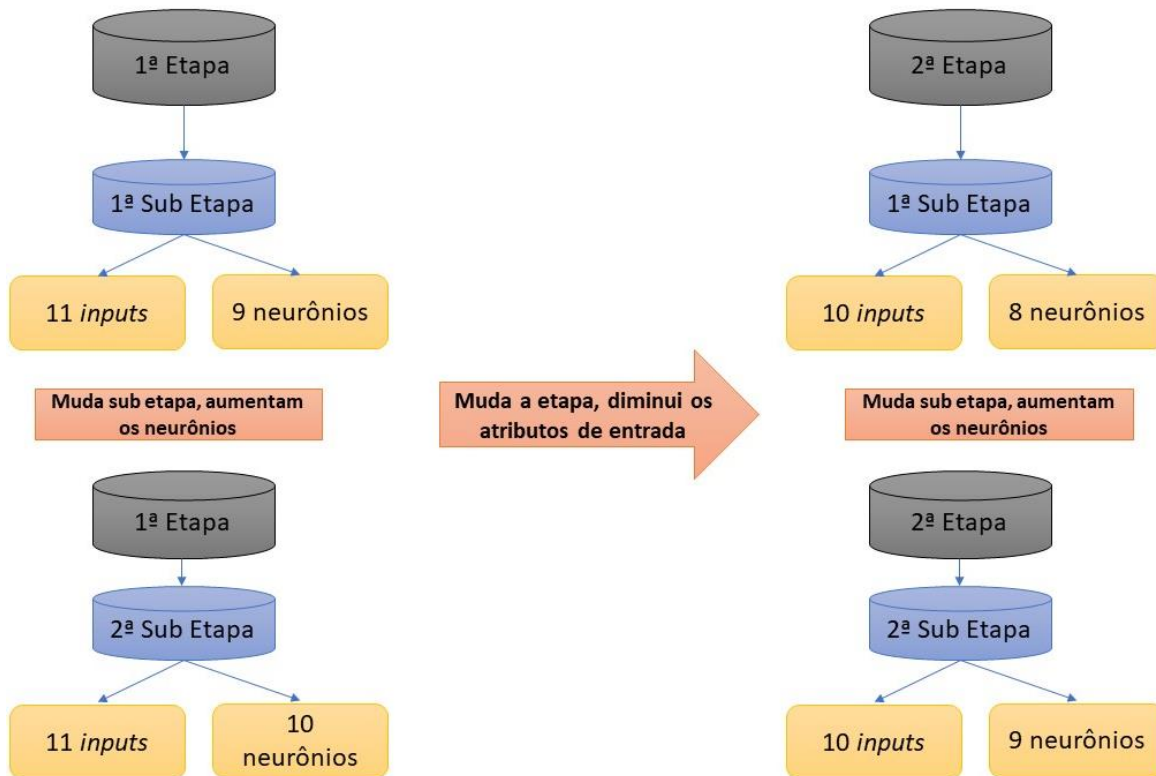 1ª Etapa
1ª Sub Etapa
11 inputs
9 neurônios
Muda sub etapa, aumentam
os neurônios
1ª Etapa
2ª Sub Etapa
11 inputs
10
neurônios
Muda a etapa, diminui os
atributos de entrada
2ª Etapa
1ª Sub Etapa
10 inputs
8 neurônios
Muda sub etapa, aumentam
os neurônios
2ª Etapa
2ª Sub Etapa
10 inputs
9 neurônios